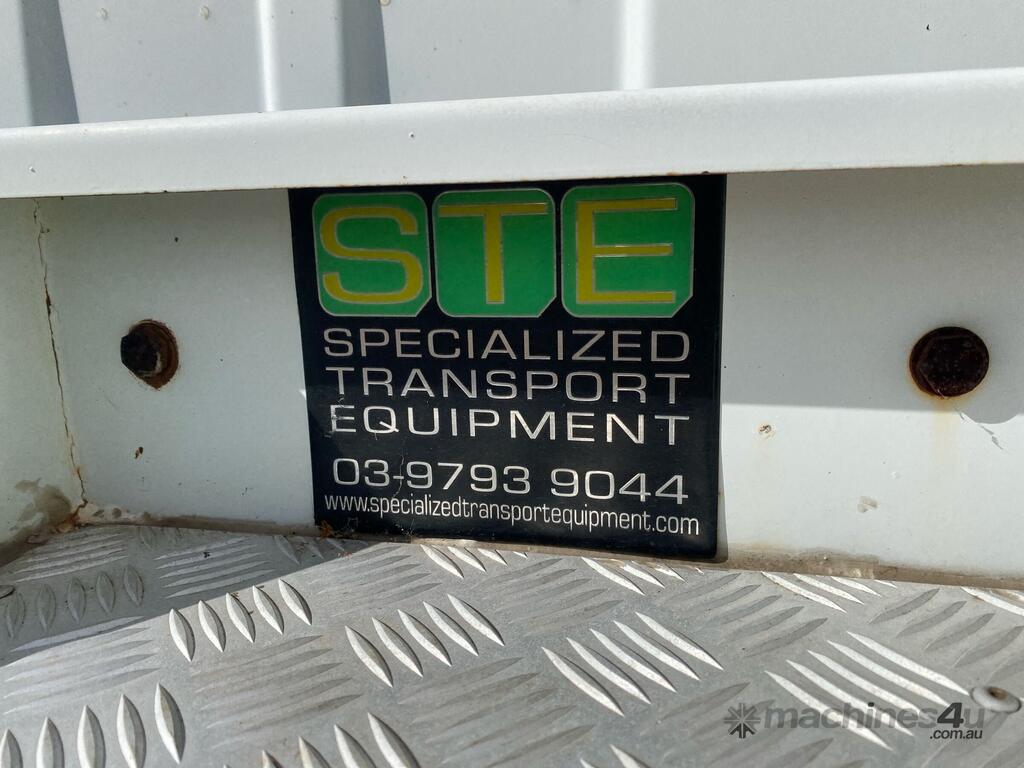 STE
SPECIALIZED
TRANSPORT
EQUIPMENT
03-9793 9044
www.specializedtransportequipment.com
machines4u
.com.au